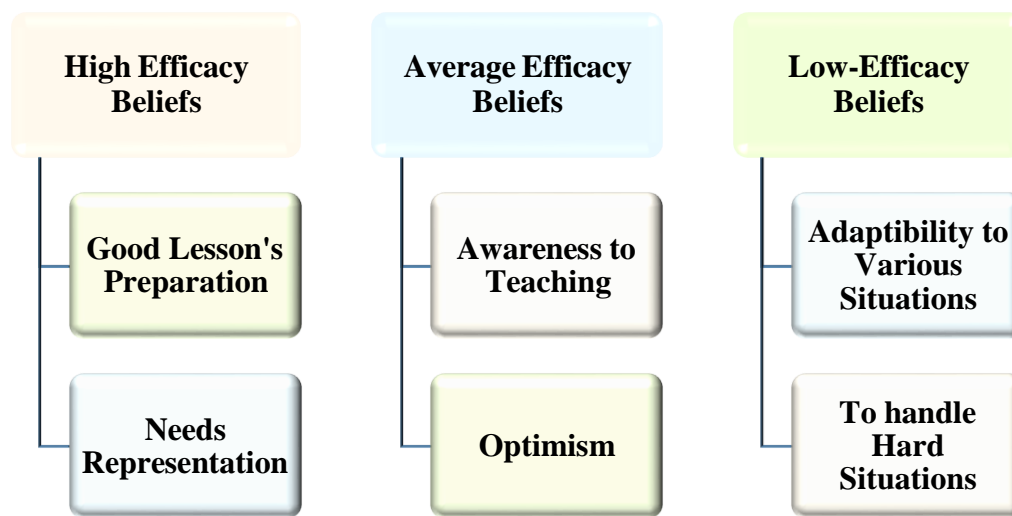 High Efficacy
Beliefs
Good Lesson's
Preparation
Needs
Representation
Average Efficacy
Beliefs
Awareness to
Teaching
Optimism
Low-Efficacy
Beliefs
Adaptibility to
Various
Situations
To handle
Hard
Situations